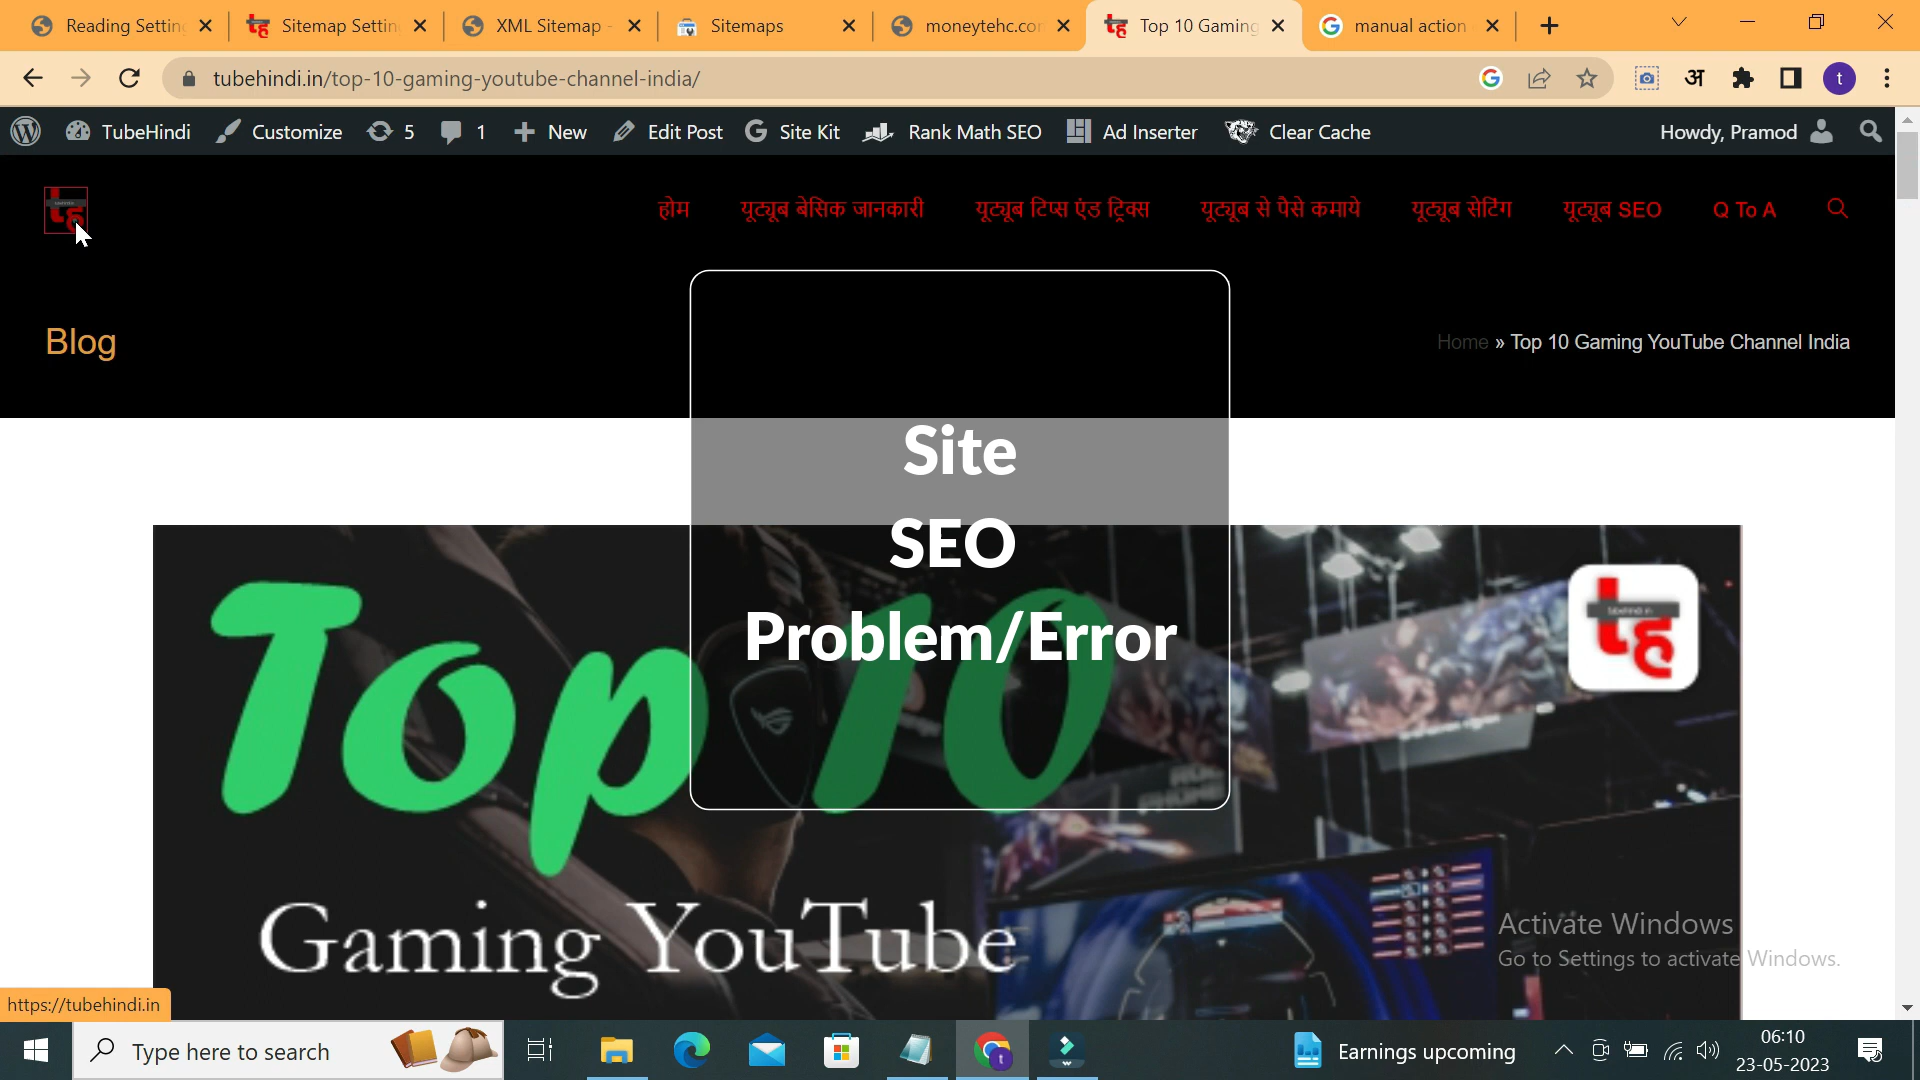 Reading Settin
Sitemap Settin
XML Sitemap -
Sitemaps
moneytehc.co
Top 10 Gaming
manual action
tubehindi.in/top-10-gaming-youtube-channel-india/
अ
t
TubeHindi
Customize
5
1
New
Edit Post
Site Kit
Rank Math SEO
Ad Inserter
Clear Cache
Howdy, Pramod
होम
यूट्यूब बेसिक जानकारी
यूट्यूब टिप्स एंड ट्रिक्स
यूट्यूब से पैसे कमाये
यूट्यूब सेटिंग
यूट्यूब SEO
Q To A
Blog
Home » Top 10 Gaming YouTube Channel India
Site
SEO
Problem/Error
Top 10
Gaming YouTube
Activate Windows
Go to Settings to activate Windows.
https://tubehindi.in
Type here to search
Earnings upcoming
06:10
23-05-2023